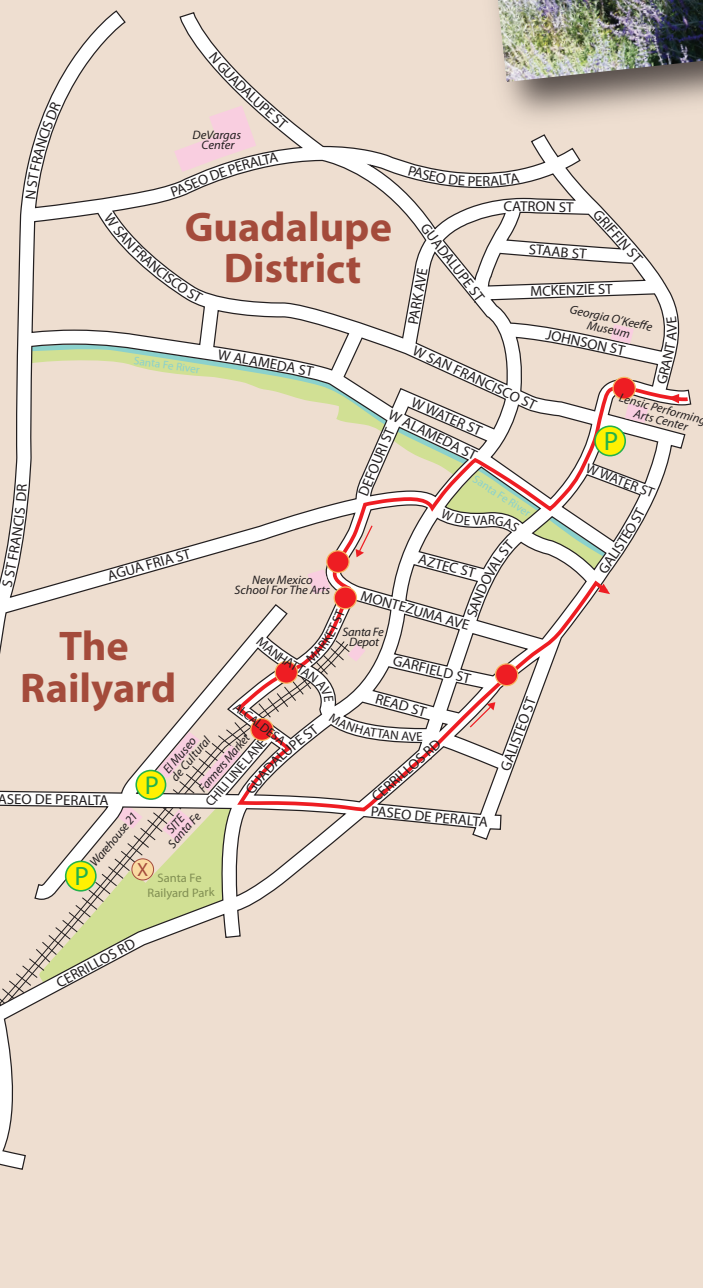 N GUADALUPE ST
N ST FRANCIS DR
DeVargas
Center
PASEO DE PERALTA
PASEO DE PERALTA
CATRON ST
GRIFFIN ST
W SAN FRANCISCO ST
Guadalupe
District
GUADALUPE ST
STAAB ST
PARK AVE
MCKENZIE ST
Georgia O'Keeffe
Museum
JOHNSON ST
GRANT AVE
Santa Fe River
W ALAMEDA ST
W SAN FRANCISCO ST
Lensic Performing
Arts Center
W WATER ST
W ALAMEDA ST
P
DEFOURI ST
W WATER ST
Santa Fe River
S ST FRANCIS DR
W DE VARGAS
GALISTEO ST
AGUA FRIA ST
AZTEC ST
SANDOVAL ST
New Mexico
School For The Arts
MONTEZUMA AVE
MARKET ST
Santa Fe
Depot
The
Railyard
MANHATTAN AVE
GARFIELD ST
READ ST
ALCALDESA
MANHATTAN AVE
GALISTEO ST
El Museo
de Cultural
Farmers Market
CHILI LINE LANE
GUADALUPE ST
CERRILLOS RD
P
ASEO DE PERALTA
PASEO DE PERALTA
Warehouse 21
SITE
Santa Fe
P
X
Santa Fe
Railyard Park
CERRILLOS RD